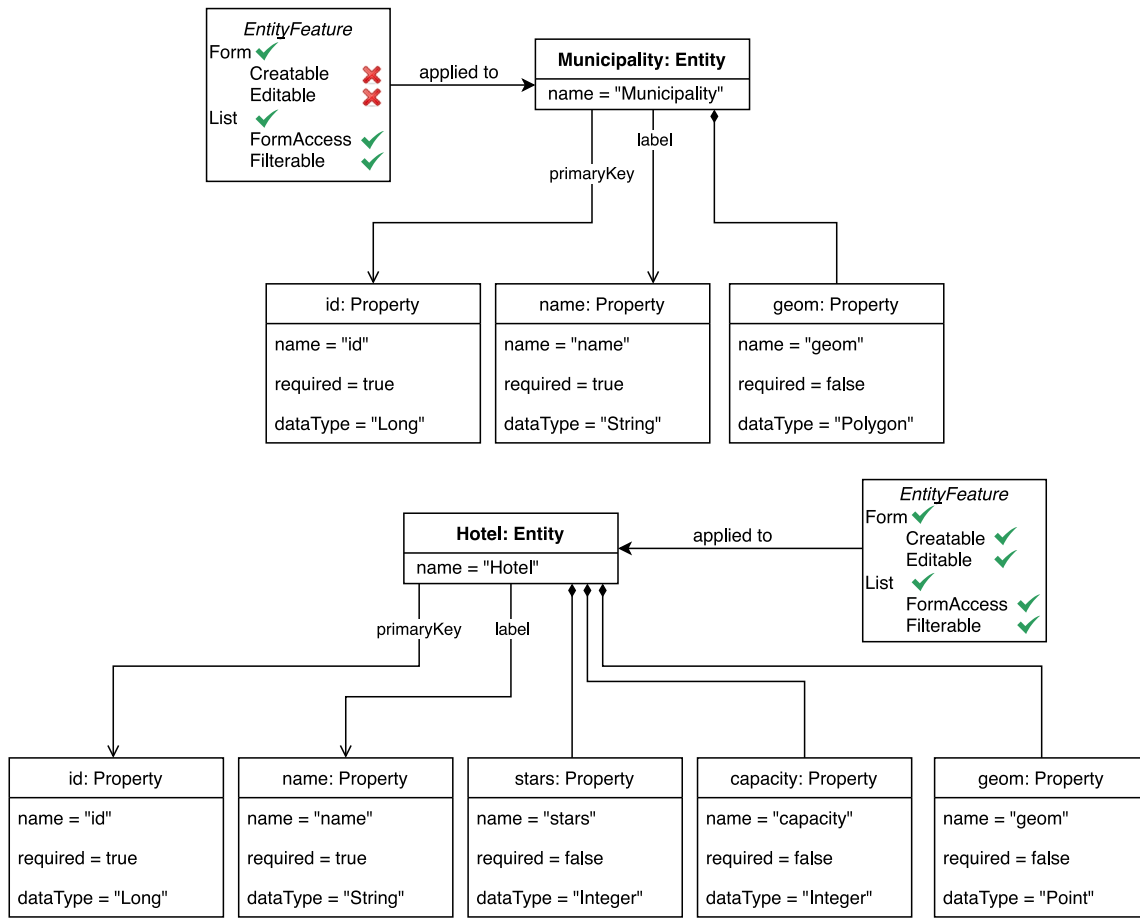 EntityFeature
Form
Creatable
Editable
List
FormAccess
Filterable
applied to
Municipality: Entity
name = "Municipality"
primaryKey
label
id: Property
name = "id"
required = true
dataType = "Long"
name: Property
name = "name"
required = true
dataType = "String"
geom: Property
name = "geom"
required = false
dataType = "Polygon"
Hotel: Entity
name = "Hotel"
applied to
EntityFeature
Form
Creatable
Editable
List
FormAccess
Filterable
primaryKey
label
id: Property
name = "id"
required = true
dataType = "Long"
name: Property
name = "name"
required = true
dataType = "String"
stars: Property
name = "stars"
required = false
dataType = "Integer"
capacity: Property
name = "capacity"
required = false
dataType = "Integer"
geom: Property
name = "geom"
required = false
dataType = "Point"